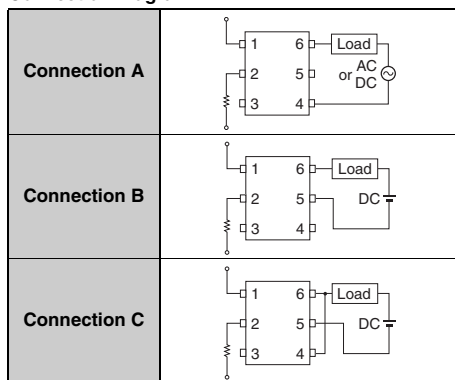 Connection A
1 6 Load
2 5 or AC DC
3 4
Connection B
1 6 Load
2 5 DC
3 4
Connection C
1 6 Load
2 5 DC
3 4